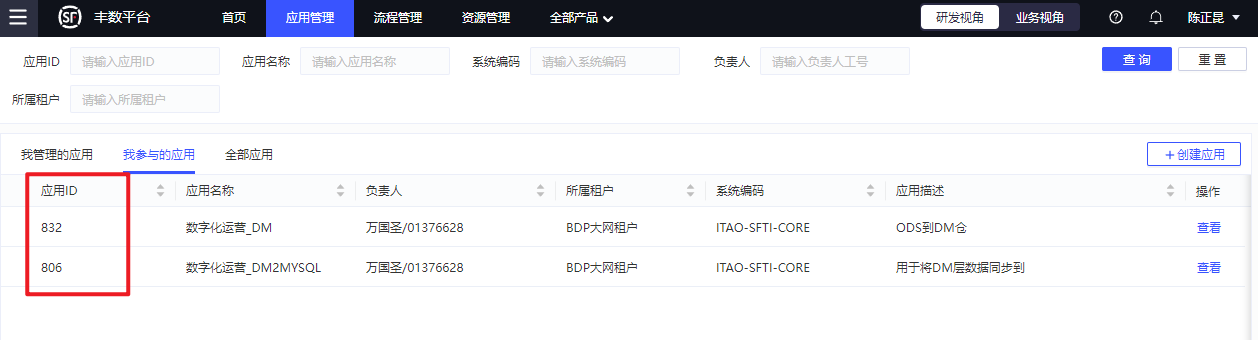 SF 丰数平台 首页 应用管理 流程管理 资源管理 全部产品 研发视角 业务视角 陈正昆
应用ID 请输入应用ID 应用名称 请输入应用名称 系统编码 请输入系统编码 负责人 请输入负责人工号 查 询 重 置
所属租户 请输入所属租户
我管理的应用 我参与的应用 全部应用 +创建应用
应用ID 应用名称 负责人 所属租户 系统编码 应用描述 操作
832 数字化运营_DM 万国圣/01376628 BDP大网租户 ITAO-SFTI-CORE ODS到DM仓 查看
806 数字化运营_DM2MYSQL 万国圣/01376628 BDP大网租户 ITAO-SFTI-CORE 用于将DM层数据同步到 查看